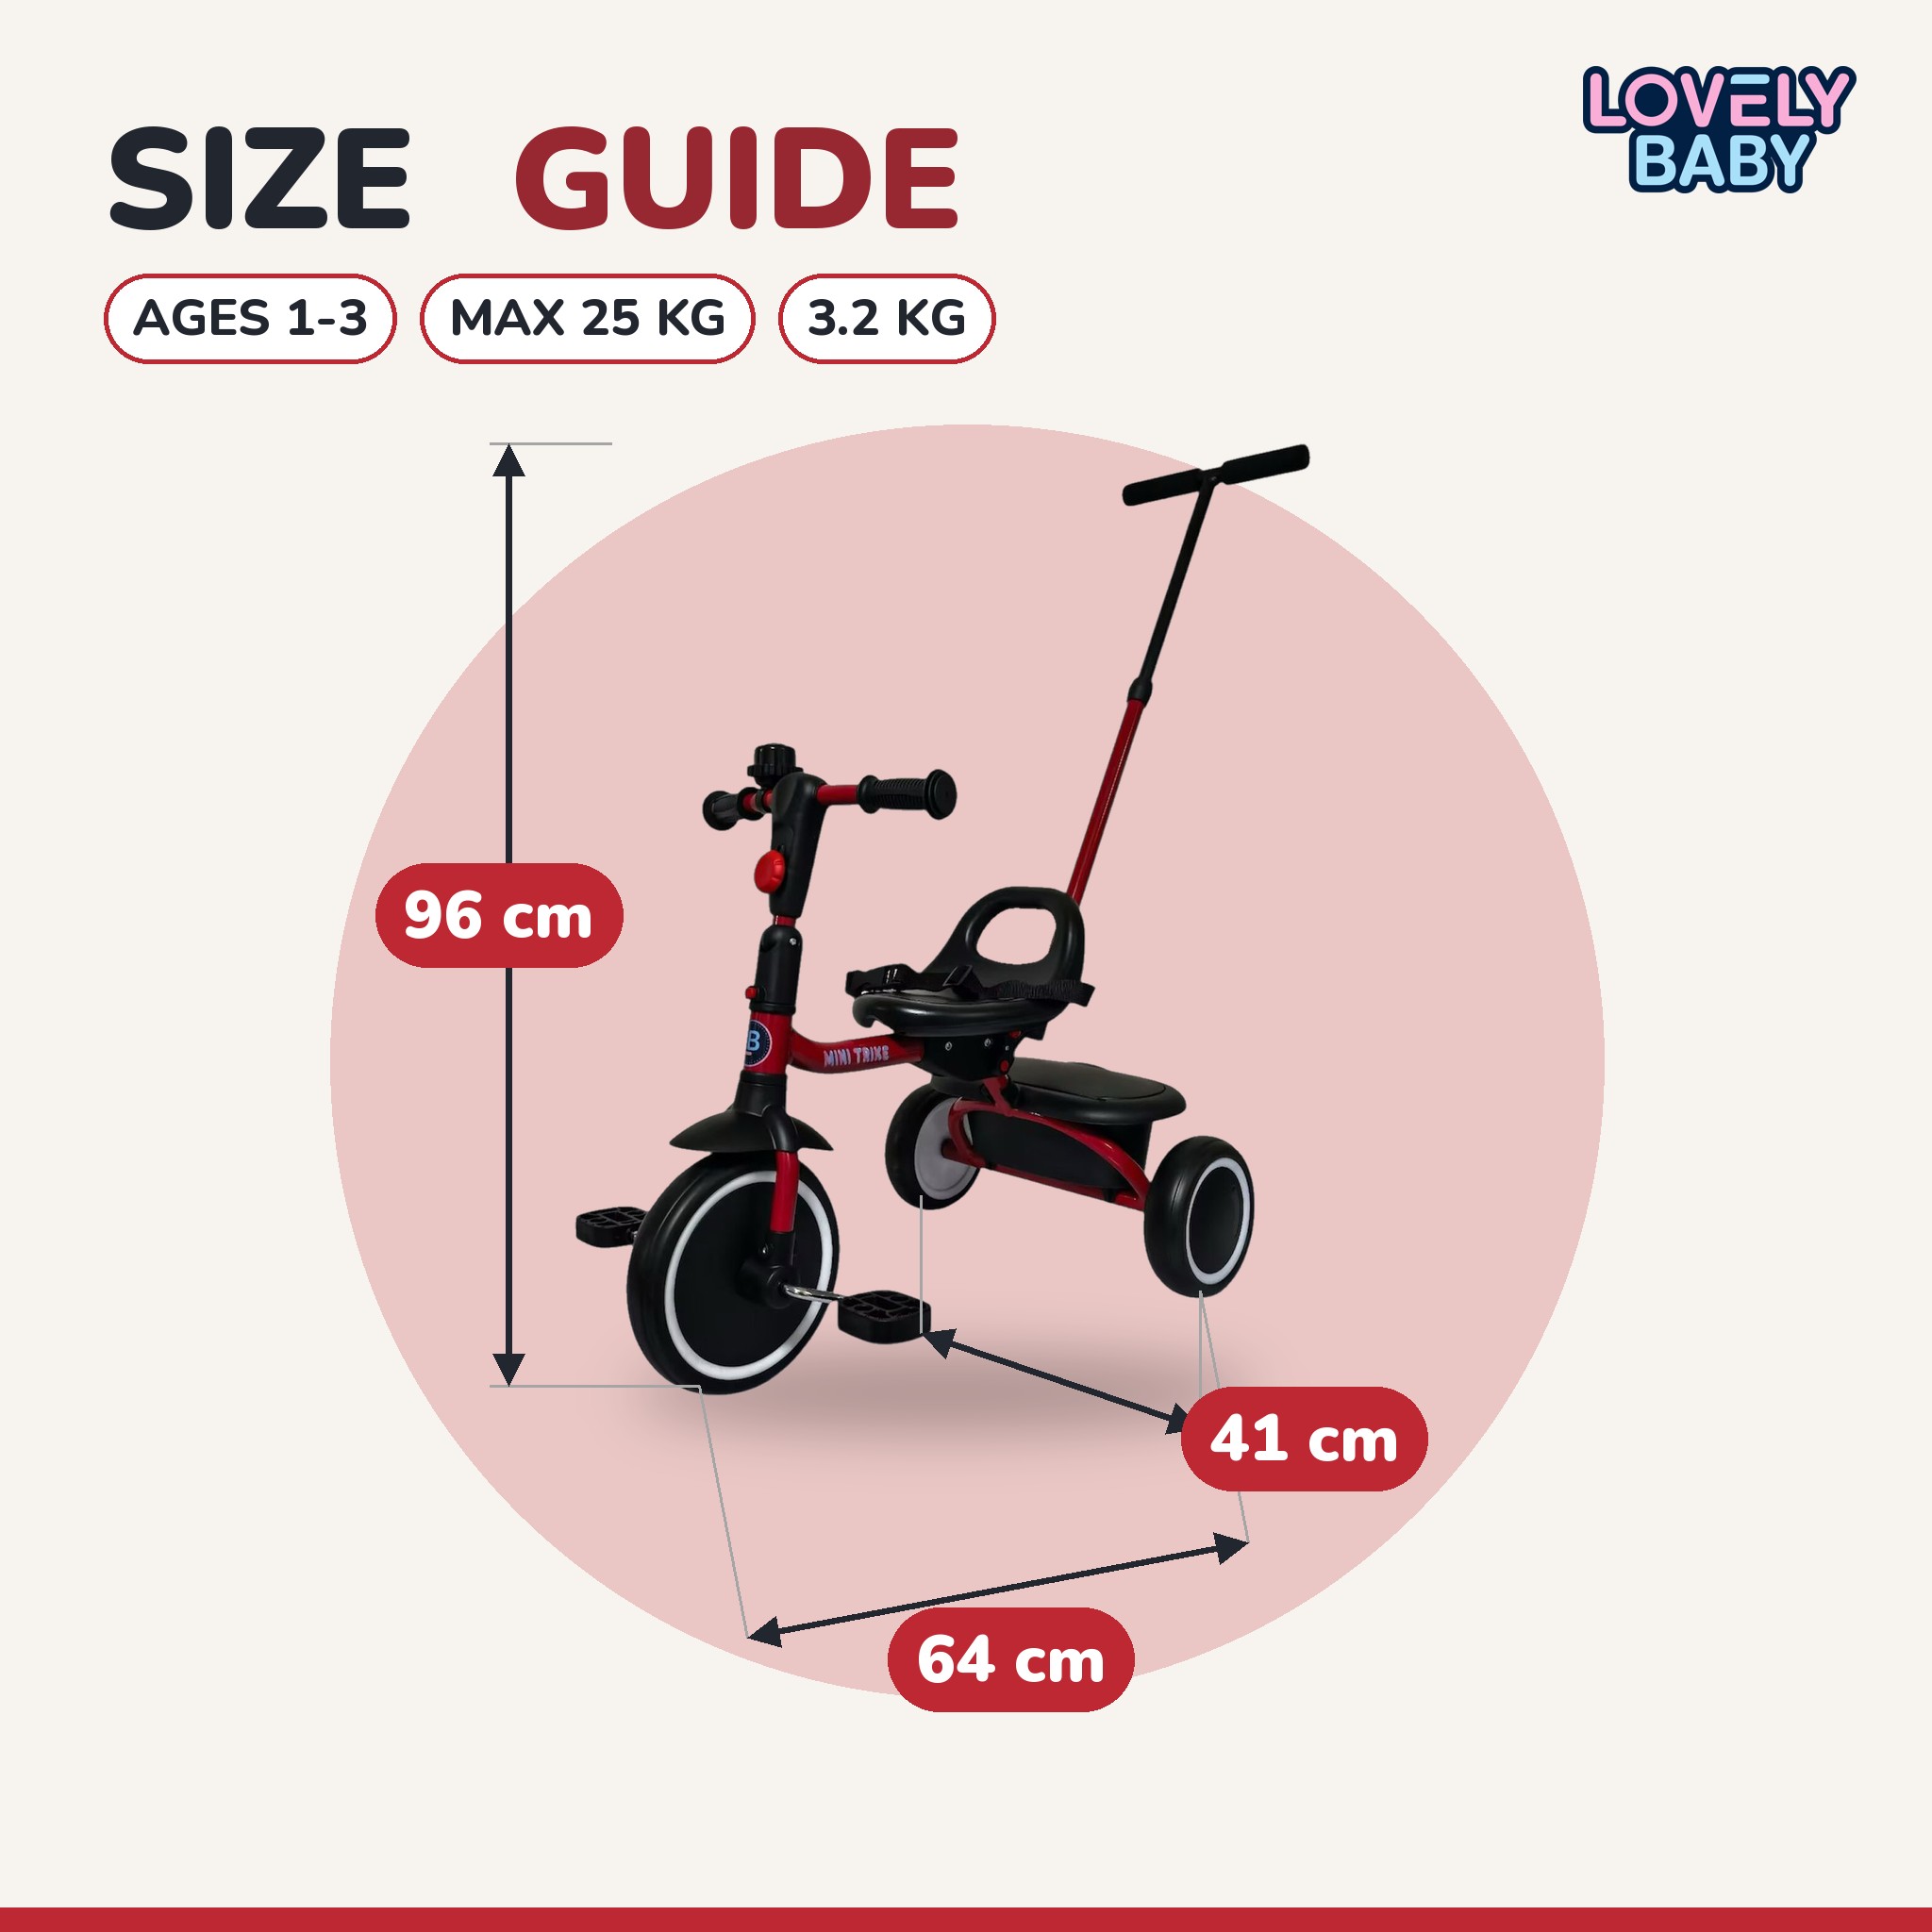 LOVELY
BABY
SIZE GUIDE
AGES 1-3
MAX 25 KG
3.2 KG
96 cm
B
MINI TRIKE
41 cm
64 cm